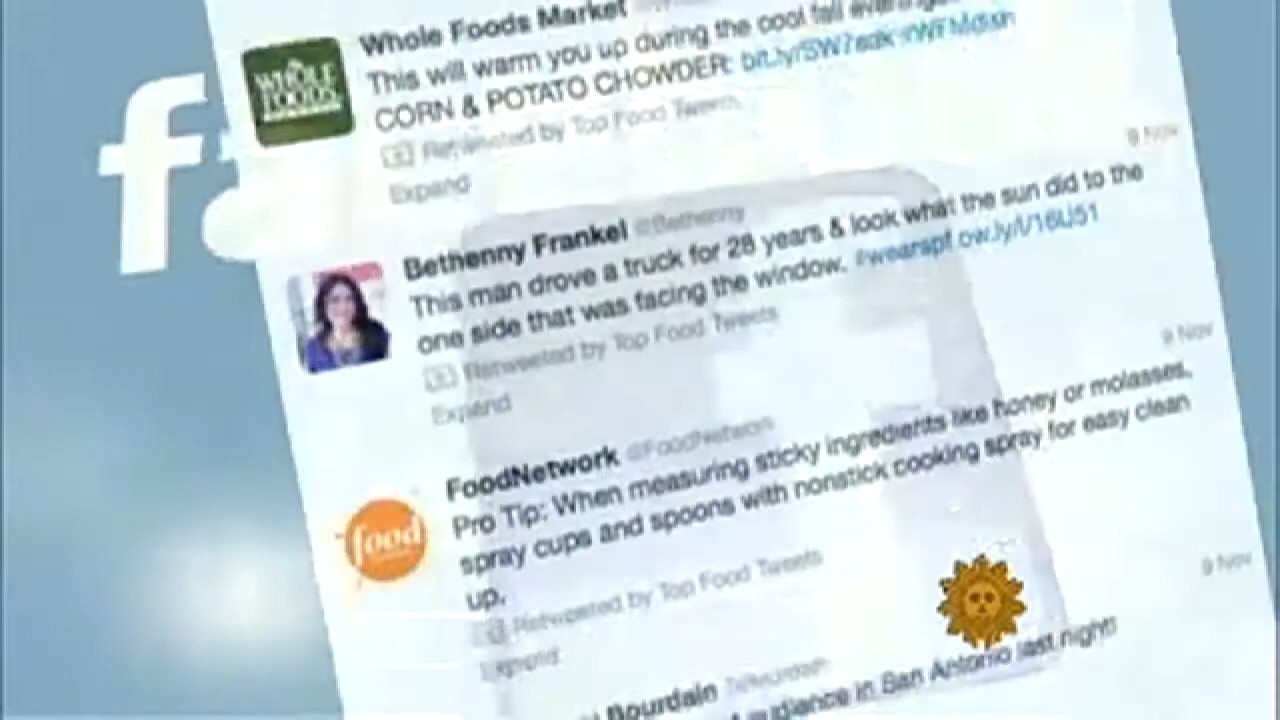 Whole Foods Market
This will warm you up during the cool fall
CORN & POTATO CHOWDER:
WHOLE
FOODS
Retweeted by Top Food Tweets
Expand
f
9 Nov
Bethenny Frankel @Bethenny
This man drove a truck for 28 years & look what the sun did to the
one side that was facing the window. #wearspf ow.ly/i/16U51
Retweeted by Top Food Tweets
Expand
9 Nov
FoodNetwork @FoodNetwork
Pro Tip: When measuring sticky ingredients like honey or molasses,
spray cups and spoons with nonstick cooking spray for easy clean
up.
food
Retweeted by Top Food Tweets
Expand
9 Nov
Bourdain
audience in San Antonio last night!